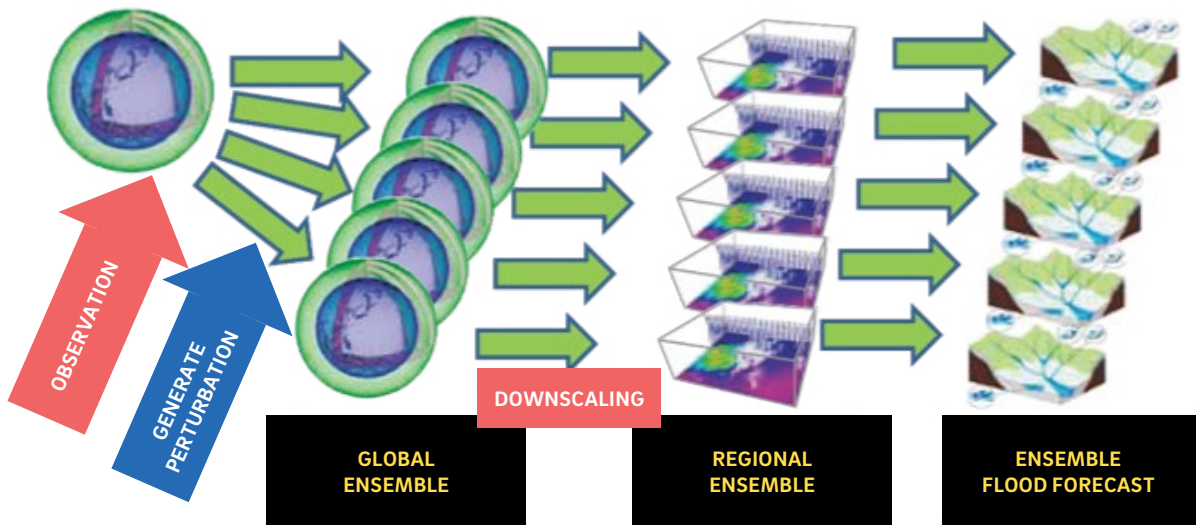 OBSERVATION
GENERATE
PERTURBATION
DOWNSCALING
GLOBAL
ENSEMBLE
REGIONAL
ENSEMBLE
ENSEMBLE
FLOOD FORECAST